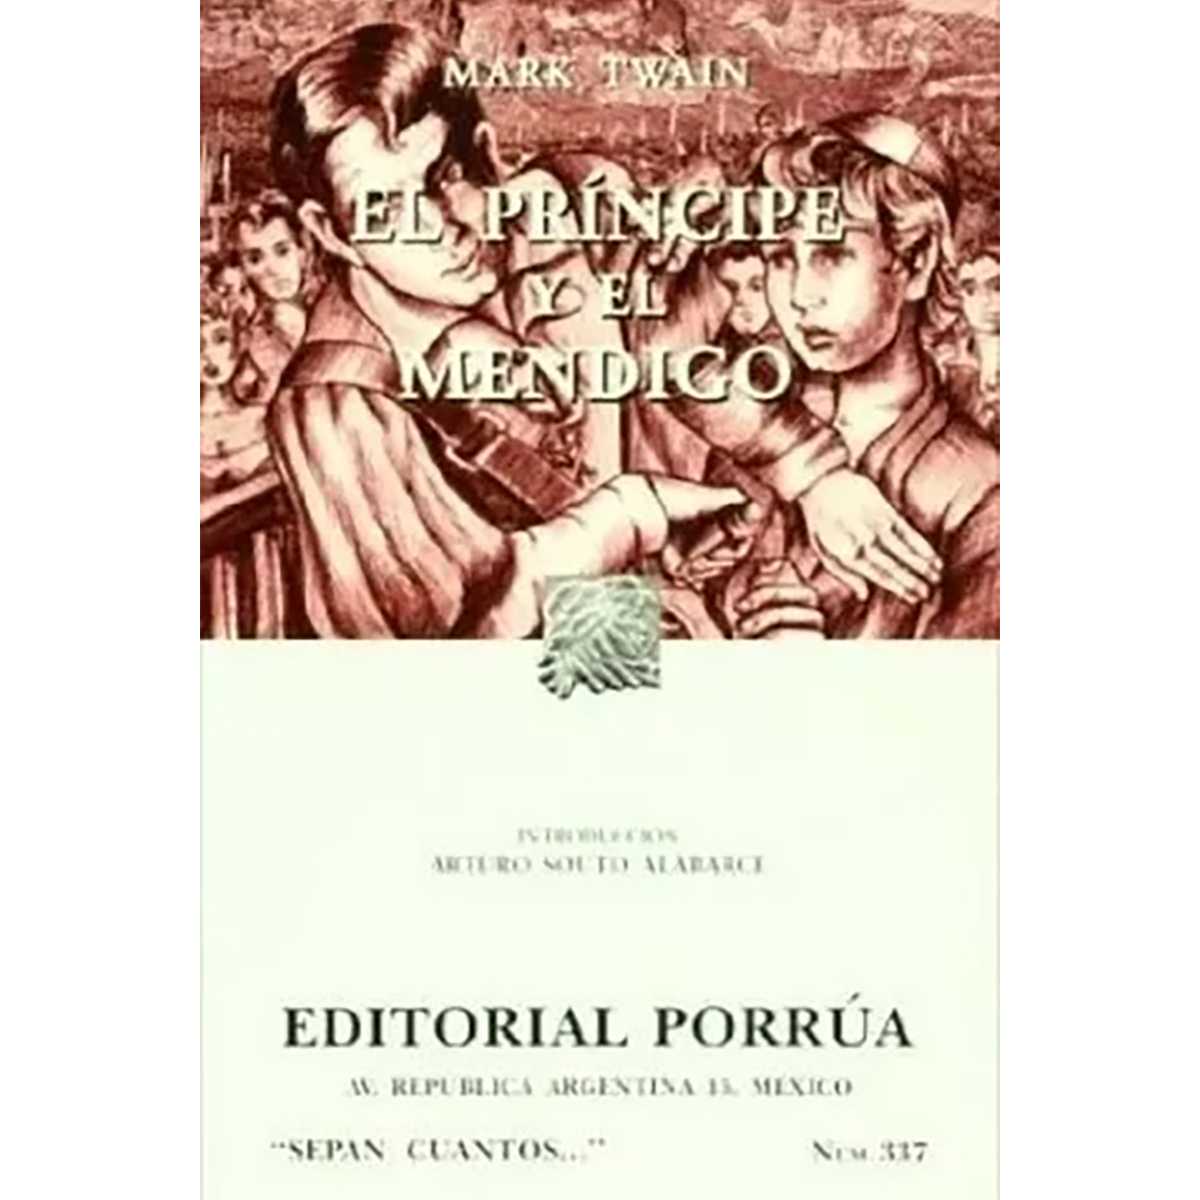 MARK TWAIN
EL PRÍNCIPE
Y EL
MENDIGO
INTRODUCCIÓN
ARTURO SOUTO ALABARCE
EDITORIAL PORRÚA
AV. REPÚBLICA ARGENTINA 15, MÉXICO
"SEPAN CUANTOS..."
NÚM. 337